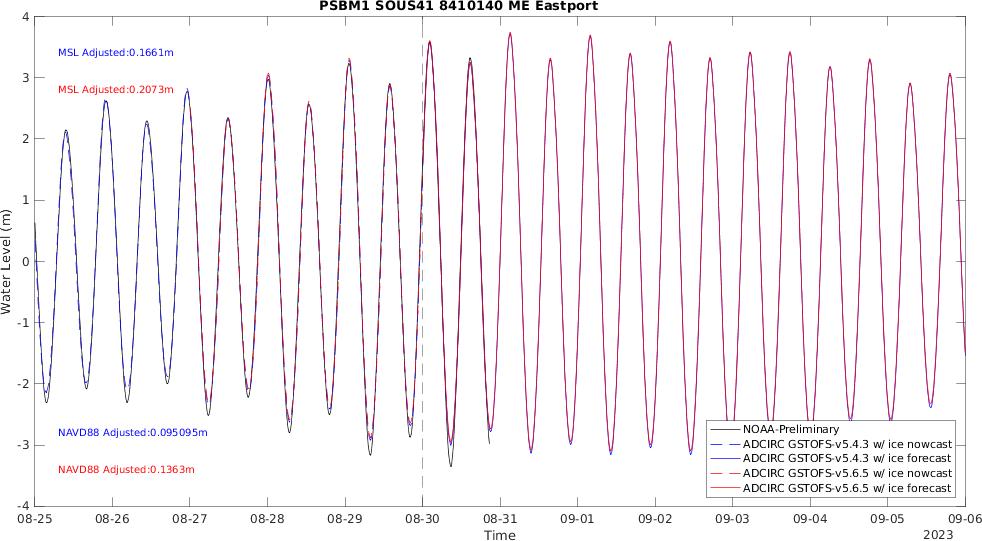 PSBM1 SOUS41 8410140 ME Eastport
4
MSL Adjusted:0.1661m
3
MSL Adjusted:0.2073m
2
1
Water Level (m)
0
-1
-2
NAVD88 Adjusted:0.095095m
-3
NAVD88 Adjusted:0.1363m
-4
NOAA-Preliminary
ADCIRC GSTOFS-v5.4.3 w/ ice nowcast
ADCIRC GSTOFS-v5.4.3 w/ ice forecast
ADCIRC GSTOFS-v5.6.5 w/ ice nowcast
ADCIRC GSTOFS-v5.6.5 w/ ice forecast
08-25 08-26 08-27 08-28 08-29 08-30 08-31 09-01 09-02 09-03 09-04 09-05 09-06
Time
2023